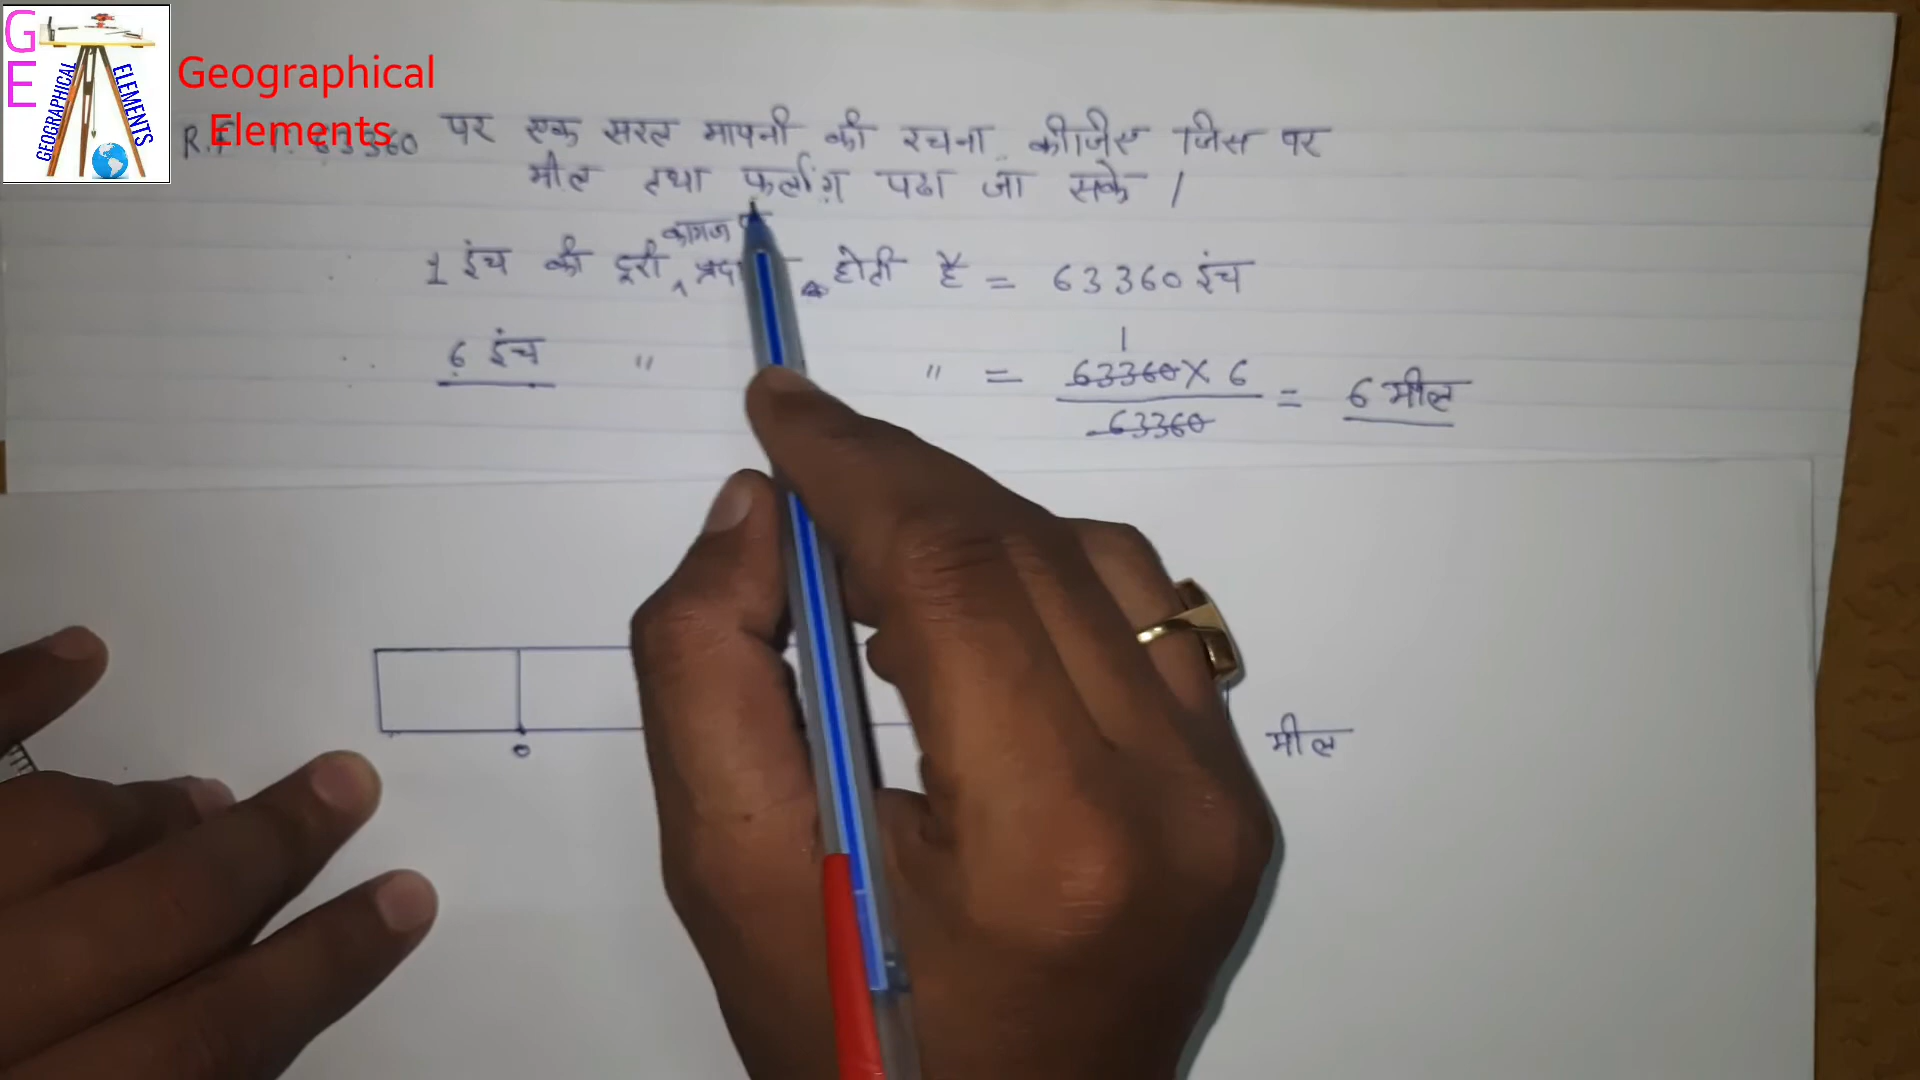 GE
GEOGRAPHICAL ELEMENTS
Geographical
Elements
R.F 1:63360 पर एक सरल मापनी की रचना कीजिए जिस पर
मील तथा फर्लांग़ पढा जा सके ।
कागज
∴ 1 इंच की दूरी होती है = 63360 इंच
1
∴ 6 इंच " " = 63360 X 6 = 6 मील
63360
0 मील